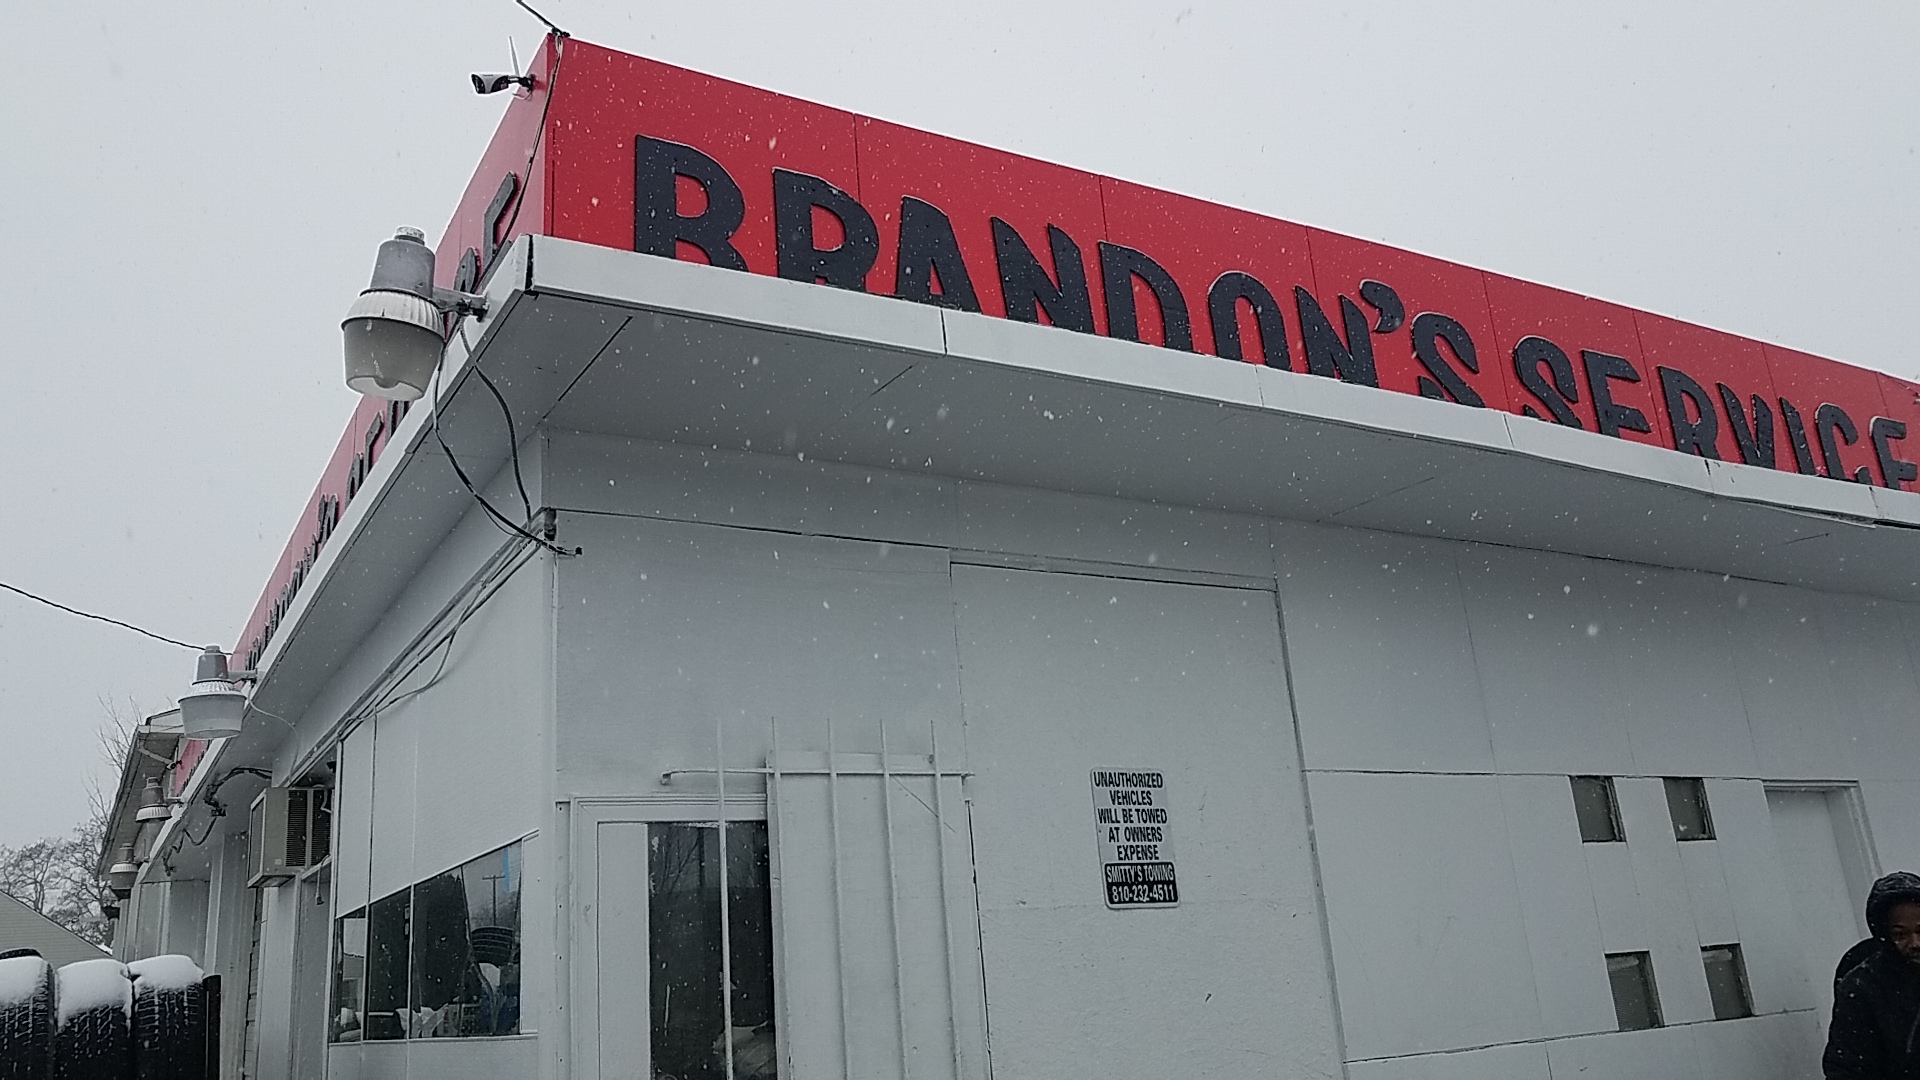 BRANDON'S SERVICE
UNAUTHORIZED
VEHICLES
WILL BE TOWED
AT OWNERS
EXPENSE
SMITTY'S TOWING
810-232-4511